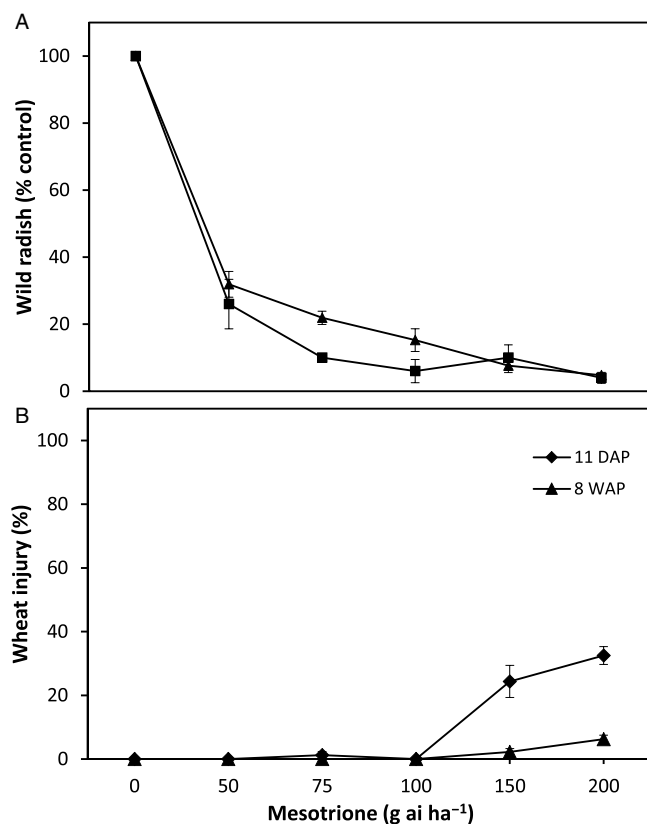 A
100
80
60
40
20
0
Wild radish (% control)
B
100
80
60
40
20
0
Wheat injury (%)
11 DAP
8 WAP
0 50 75 100 150 200
Mesotrione (g ai ha⁻¹)